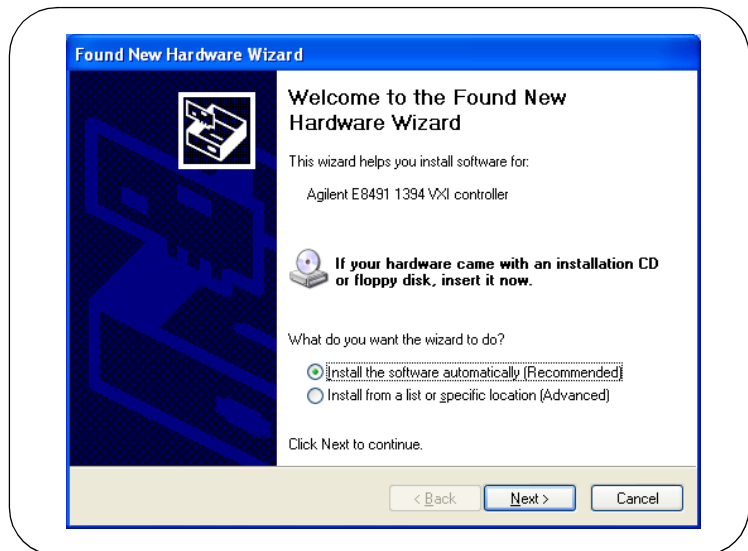 Found New Hardware Wizard
Welcome to the Found New
Hardware Wizard
This wizard helps you install software for:
Agilent E8491 1394 VXI controller
If your hardware came with an installation CD
or floppy disk, insert it now.
What do you want the wizard to do?
Install the software automatically (Recommended)
Install from a list or specific location (Advanced)
Click Next to continue.
< Back Next > Cancel